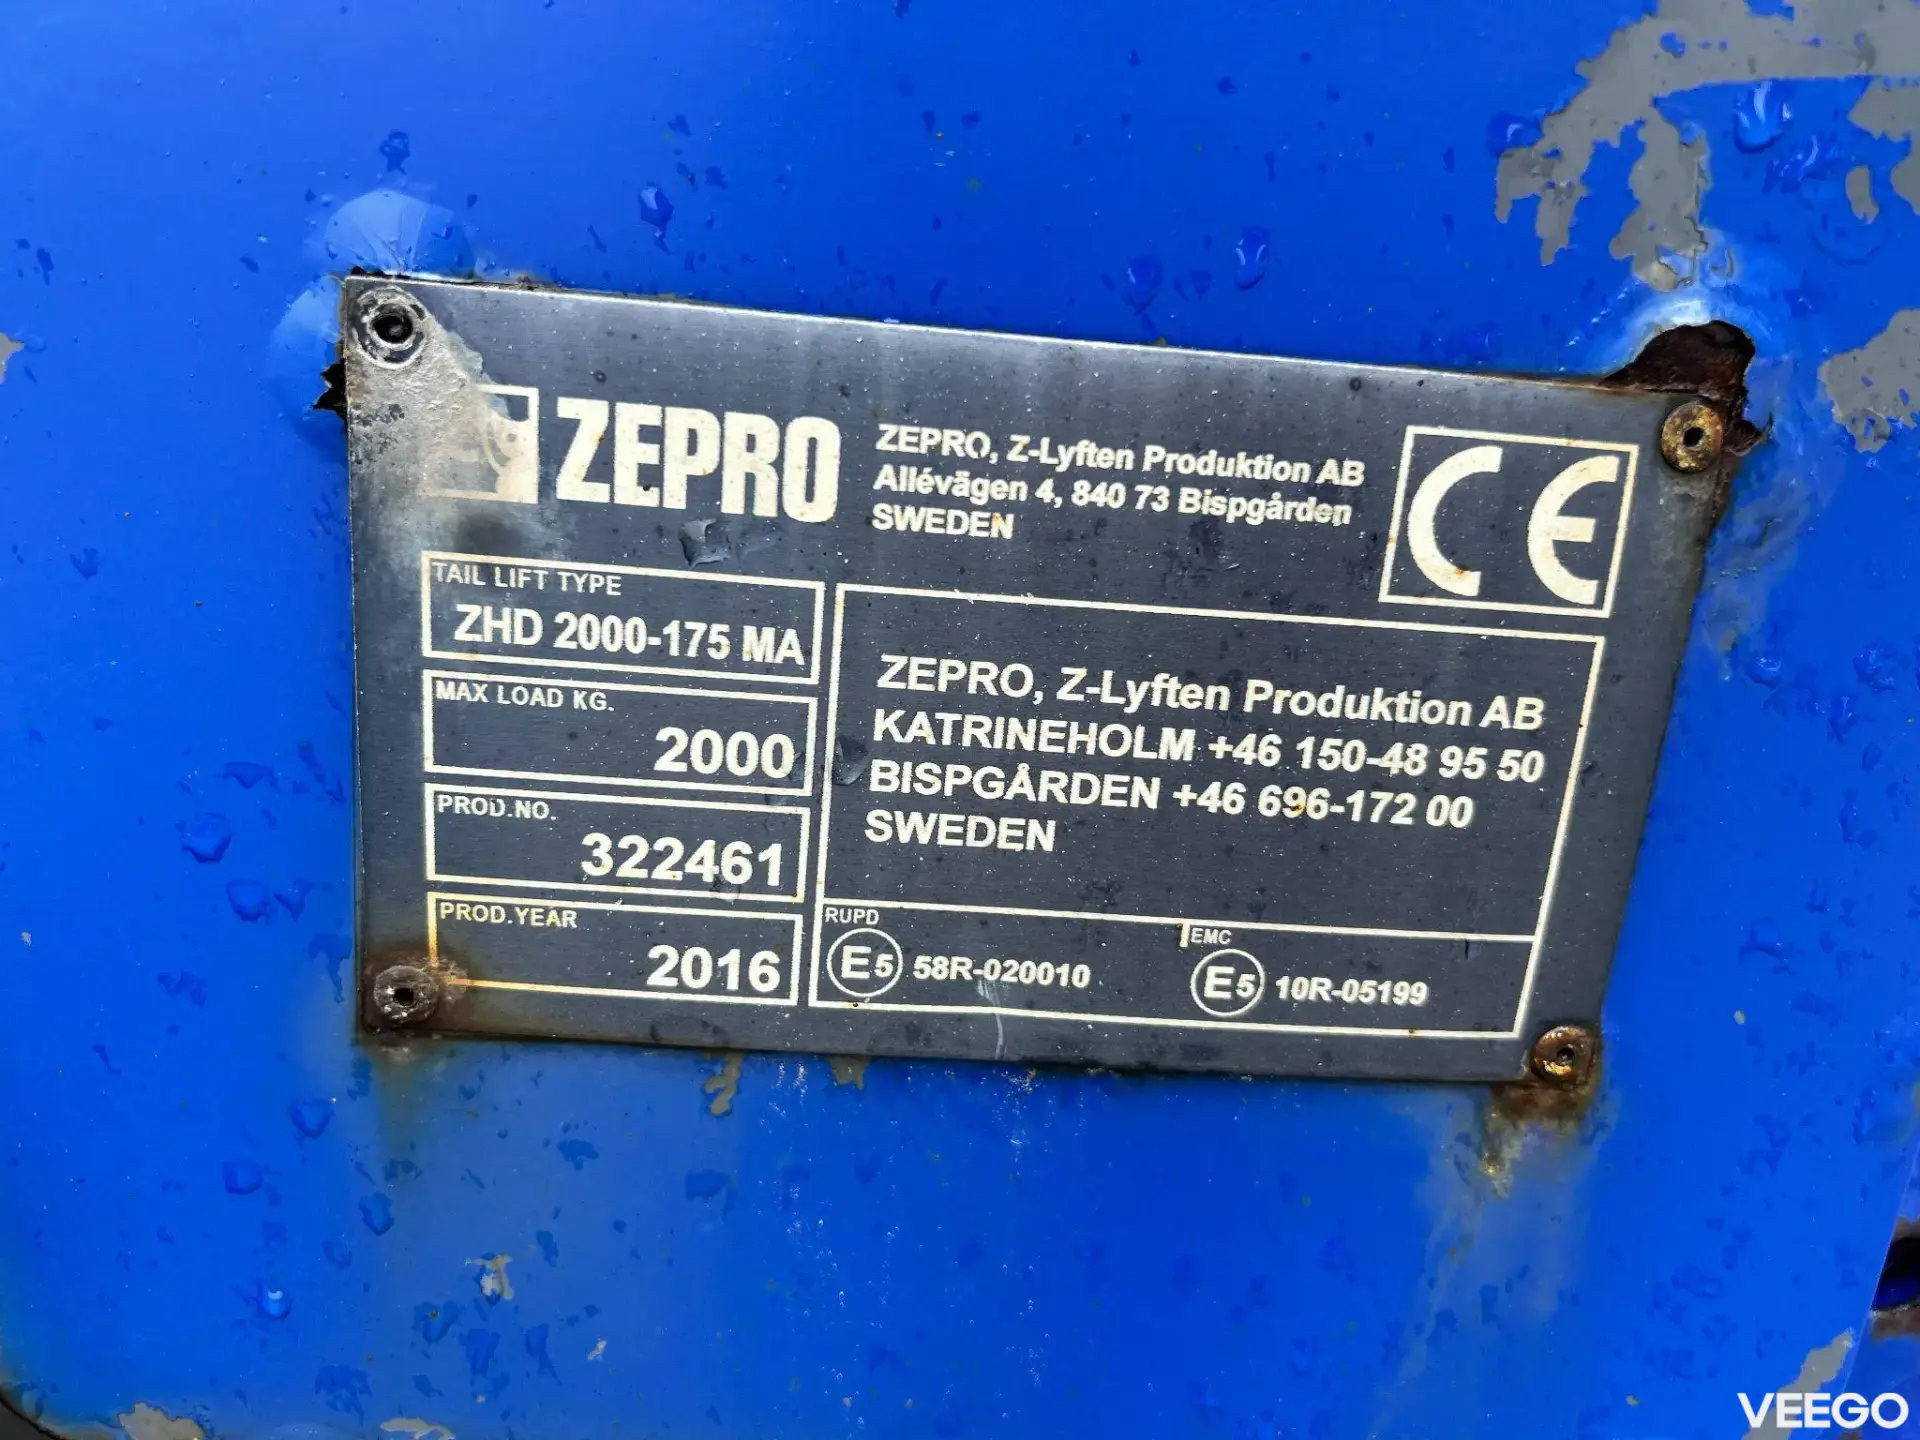 ZEPRO
ZEPRO, Z-Lyften Produktion AB
Allévägen 4, 840 73 Bispgården
SWEDEN
CE
TAIL LIFT TYPE
ZHD 2000-175 MA
MAX LOAD KG.
2000
PROD.NO.
322461
PROD.YEAR
2016
ZEPRO, Z-Lyften Produktion AB
KATRINEHOLM +46 150-48 95 50
BISPGÅRDEN +46 696-172 00
SWEDEN
RUPD
E5 58R-020010
EMC
E5 10R-05199
VEEGO